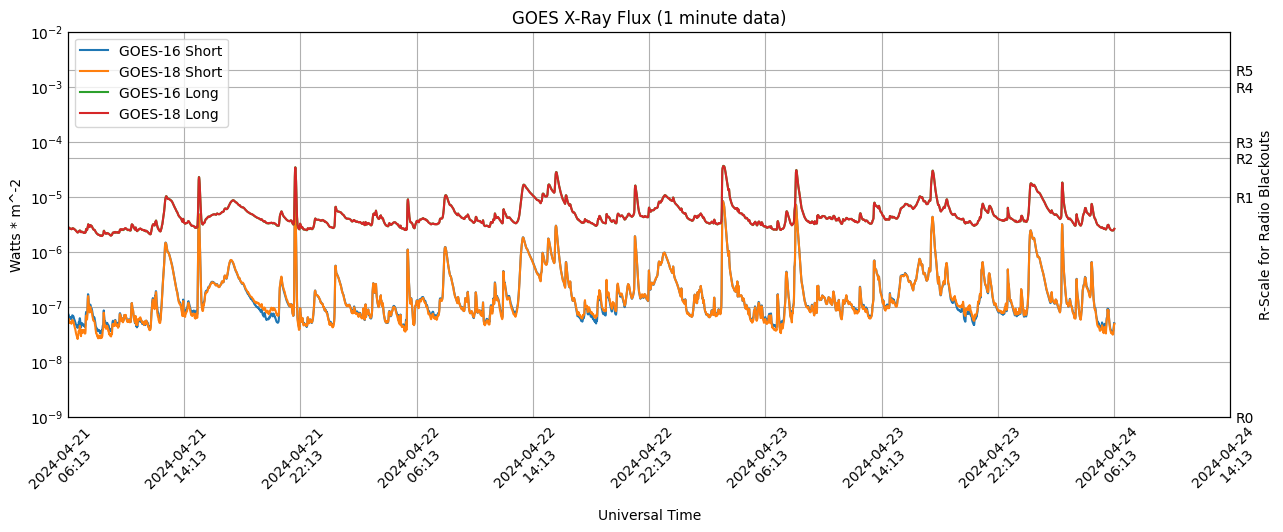 GOES X-Ray Flux (1 minute data)
GOES-16 Short
GOES-18 Short
GOES-16 Long
GOES-18 Long
Watts * m^-2
10⁻²
10⁻³
10⁻⁴
10⁻⁵
10⁻⁶
10⁻⁷
10⁻⁸
10⁻⁹
R5
R4
R3
R2
R1
R0
R-Scale for Radio Blackouts
2024-04-21
06:13
2024-04-21
14:13
2024-04-21
22:13
2024-04-22
06:13
2024-04-22
14:13
2024-04-22
22:13
2024-04-23
06:13
2024-04-23
14:13
2024-04-23
22:13
2024-04-24
06:13
2024-04-24
14:13
Universal Time